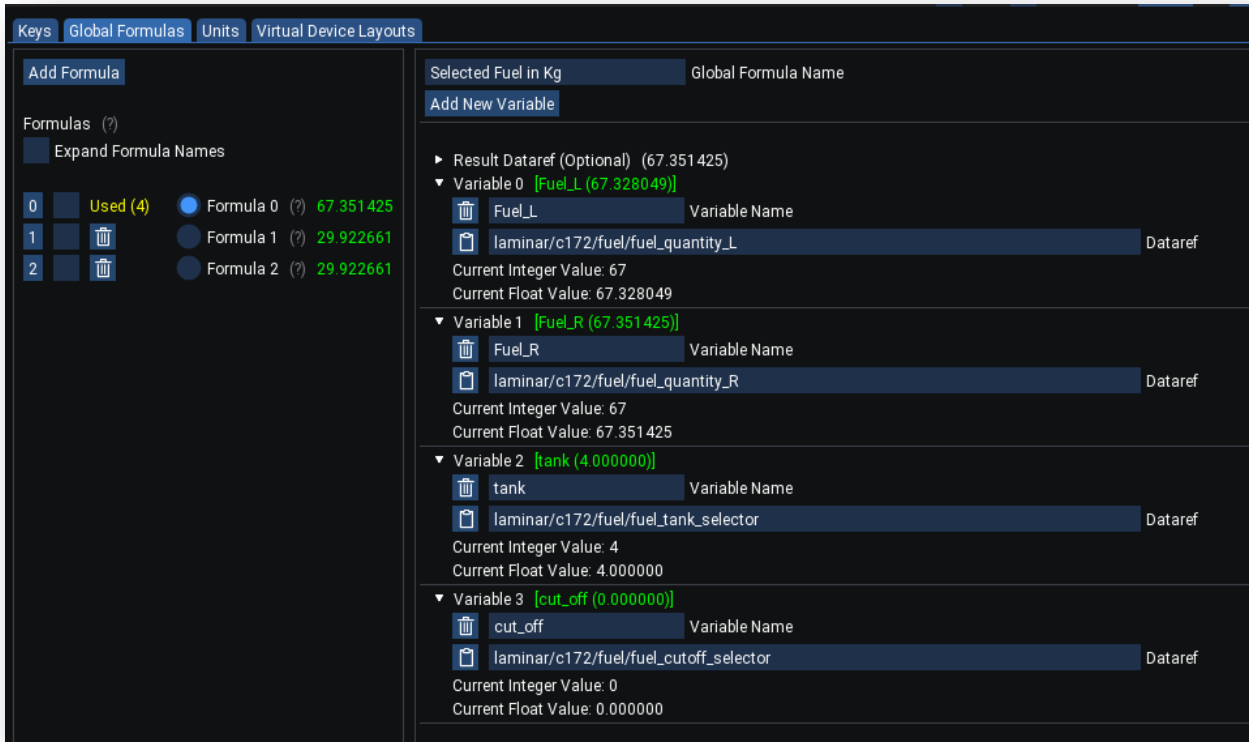 Keys Global Formulas Units Virtual Device Layouts
Add Formula
Formulas (?)
Expand Formula Names
0 Used (4) Formula 0 (?) 67.351425
1 Formula 1 (?) 29.922661
2 Formula 2 (?) 29.922661
Selected Fuel in Kg Global Formula Name
Add New Variable
Result Dataref (Optional) (67.351425)
Variable 0 [Fuel_L (67.328049)]
Fuel_L Variable Name
laminar/c172/fuel/fuel_quantity_L Dataref
Current Integer Value: 67
Current Float Value: 67.328049
Variable 1 [Fuel_R (67.351425)]
Fuel_R Variable Name
laminar/c172/fuel/fuel_quantity_R Dataref
Current Integer Value: 67
Current Float Value: 67.351425
Variable 2 [tank (4.000000)]
tank Variable Name
laminar/c172/fuel/fuel_tank_selector Dataref
Current Integer Value: 4
Current Float Value: 4.000000
Variable 3 [cut_off (0.000000)]
cut_off Variable Name
laminar/c172/fuel/fuel_cutoff_selector Dataref
Current Integer Value: 0
Current Float Value: 0.000000